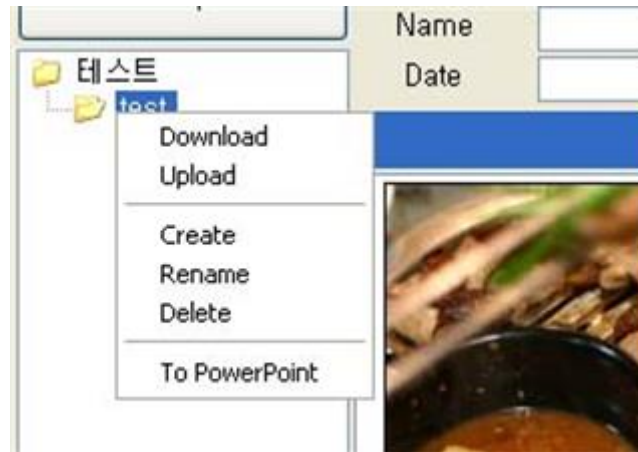 Name
Date
테스트
test
Download
Upload
Create
Rename
Delete
To PowerPoint